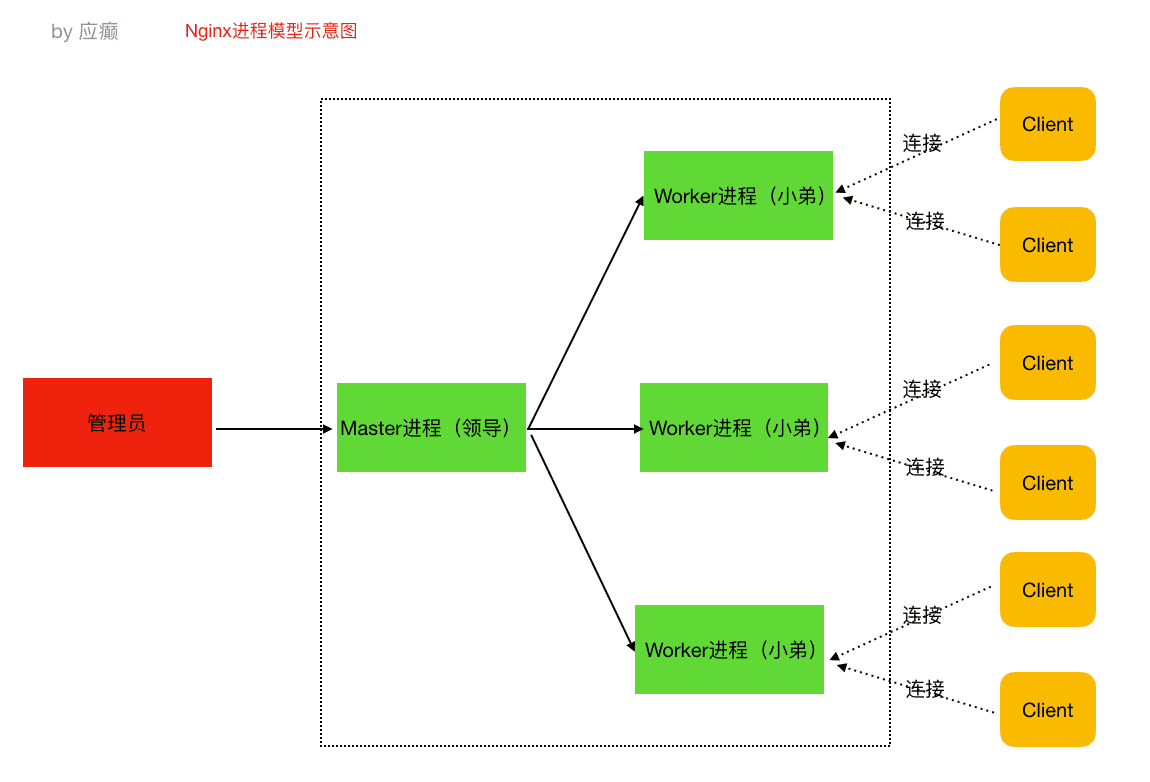 by 应癫
Nginx进程模型示意图
Client
连接
Worker进程（小弟）
连接
Client
Client
连接
管理员
Master进程（领导）
Worker进程（小弟）
连接
Client
Client
连接
Worker进程（小弟）
连接
Client